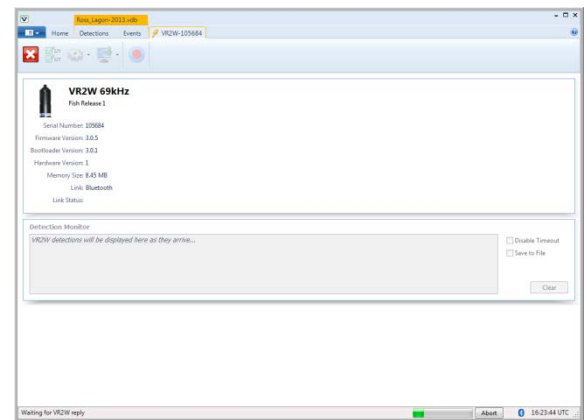 Ross_Lagon-2013.vdb
Home Detections Events VR2W-105684
VR2W 69kHz
Fish Release 1
Serial Number: 105684
Firmware Version: 3.0.5
Bootloader Version: 3.0.1
Hardware Version: 1
Memory Size: 8.45 MB
Link: Bluetooth
Link Status:
Detection Monitor
VR2W detections will be displayed here as they arrive...
Disable Timeout
Save to File
Clear
Waiting for VR2W reply Abort 16:23:44 UTC